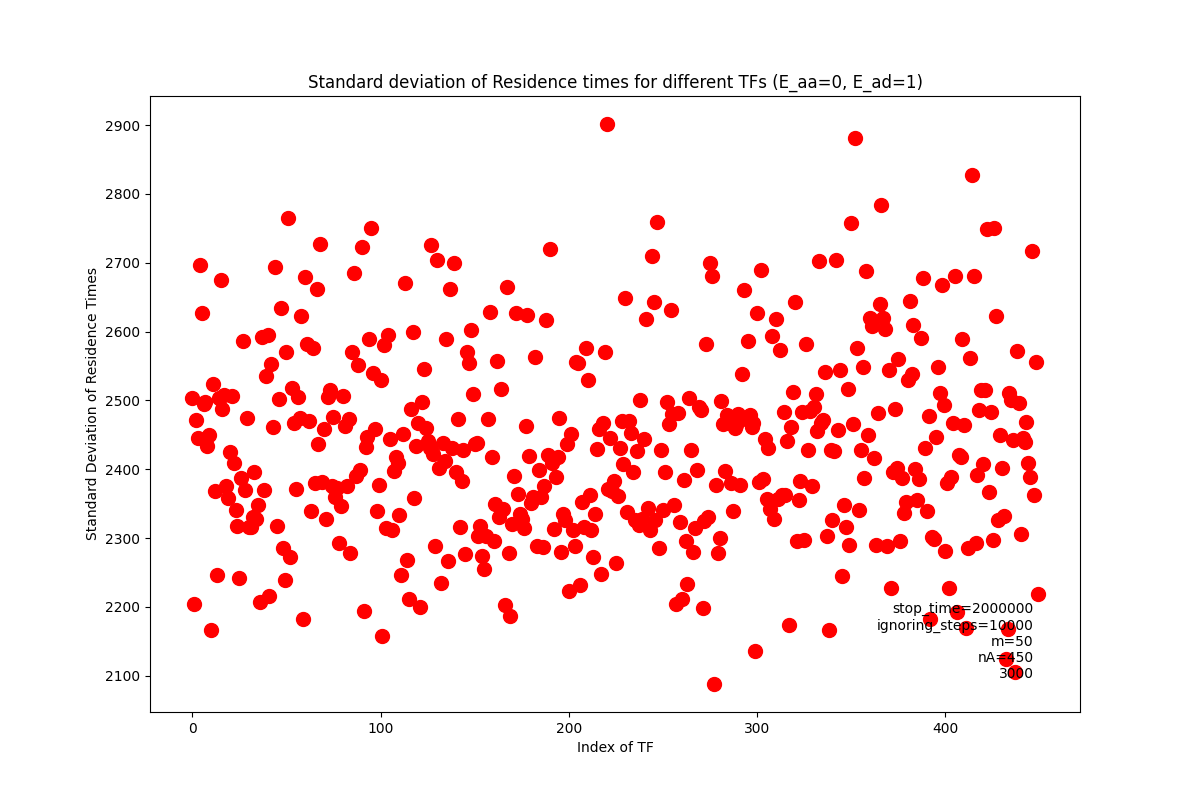 Standard deviation of Residence times for different TFs (E_aa=0, E_ad=1)
2900
2800
2700
2600
2500
2400
2300
2200
2100
Standard Deviation of Residence Times
stop_time=2000000
ignoring_steps=10000
m=50
nA=450
3000
0 100 200 300 400
Index of TF